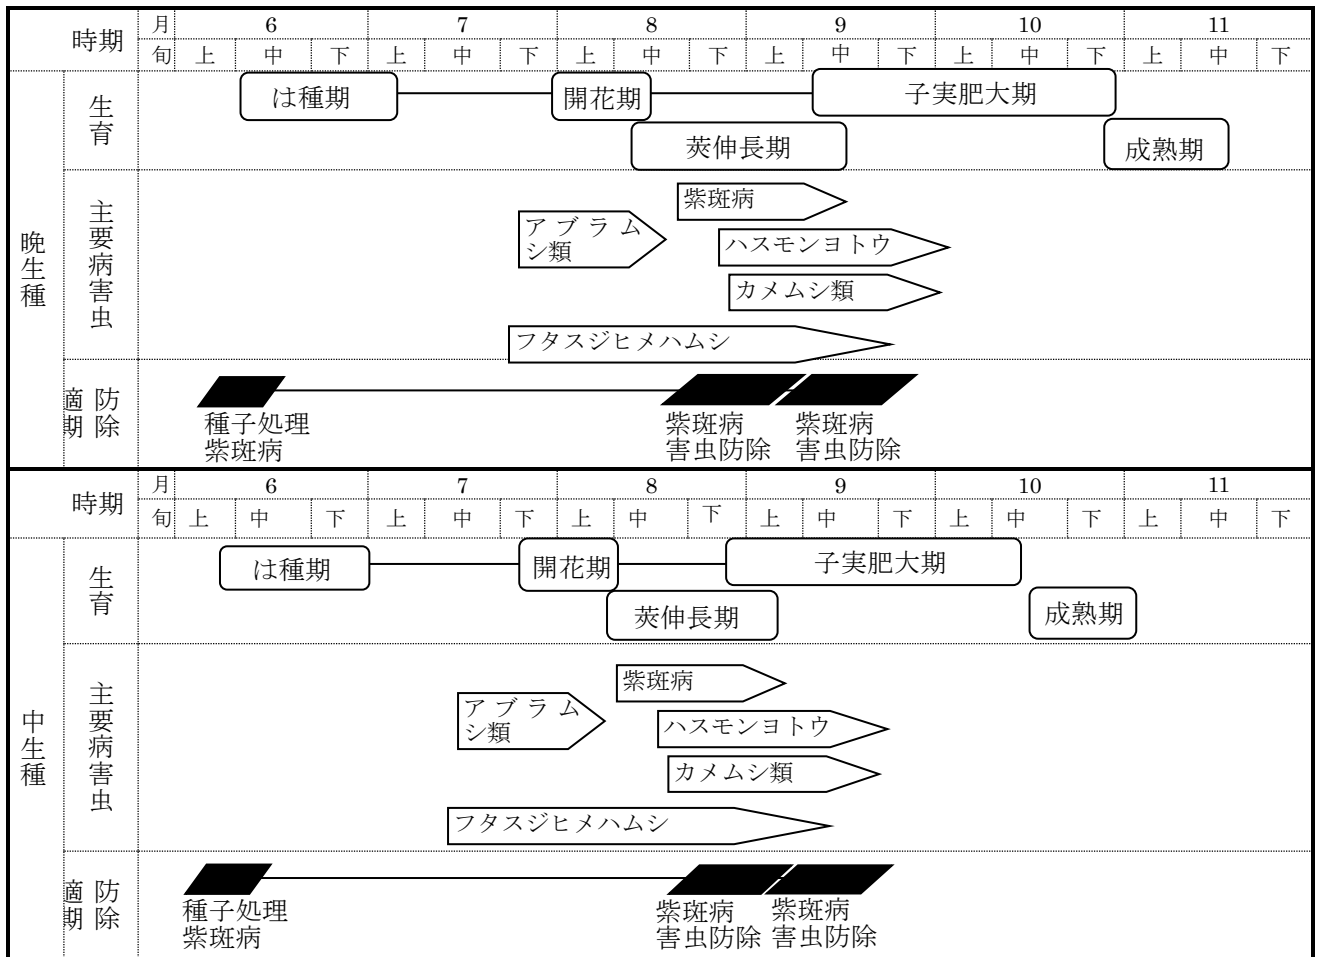 時期
月 6 7 8 9 10 11
旬 上 中 下 上 中 下 上 中 下 上 中 下 上 中 下 上 中 下
晩生種
生育
は種期
開花期
子実肥大期
莢伸長期
成熟期
主要病害虫
紫斑病
アブラム
シ類
ハスモンヨトウ
カメムシ類
フタスジヒメハムシ
防除
適期
種子処理
紫斑病
紫斑病
害虫防除
紫斑病
害虫防除
時期
月 6 7 8 9 10 11
旬 上 中 下 上 中 下 上 中 下 上 中 下 上 中 下 上 中 下
中生種
生育
は種期
開花期
子実肥大期
莢伸長期
成熟期
主要病害虫
紫斑病
アブラム
シ類
ハスモンヨトウ
カメムシ類
フタスジヒメハムシ
防除
適期
種子処理
紫斑病
紫斑病
害虫防除
紫斑病
害虫防除